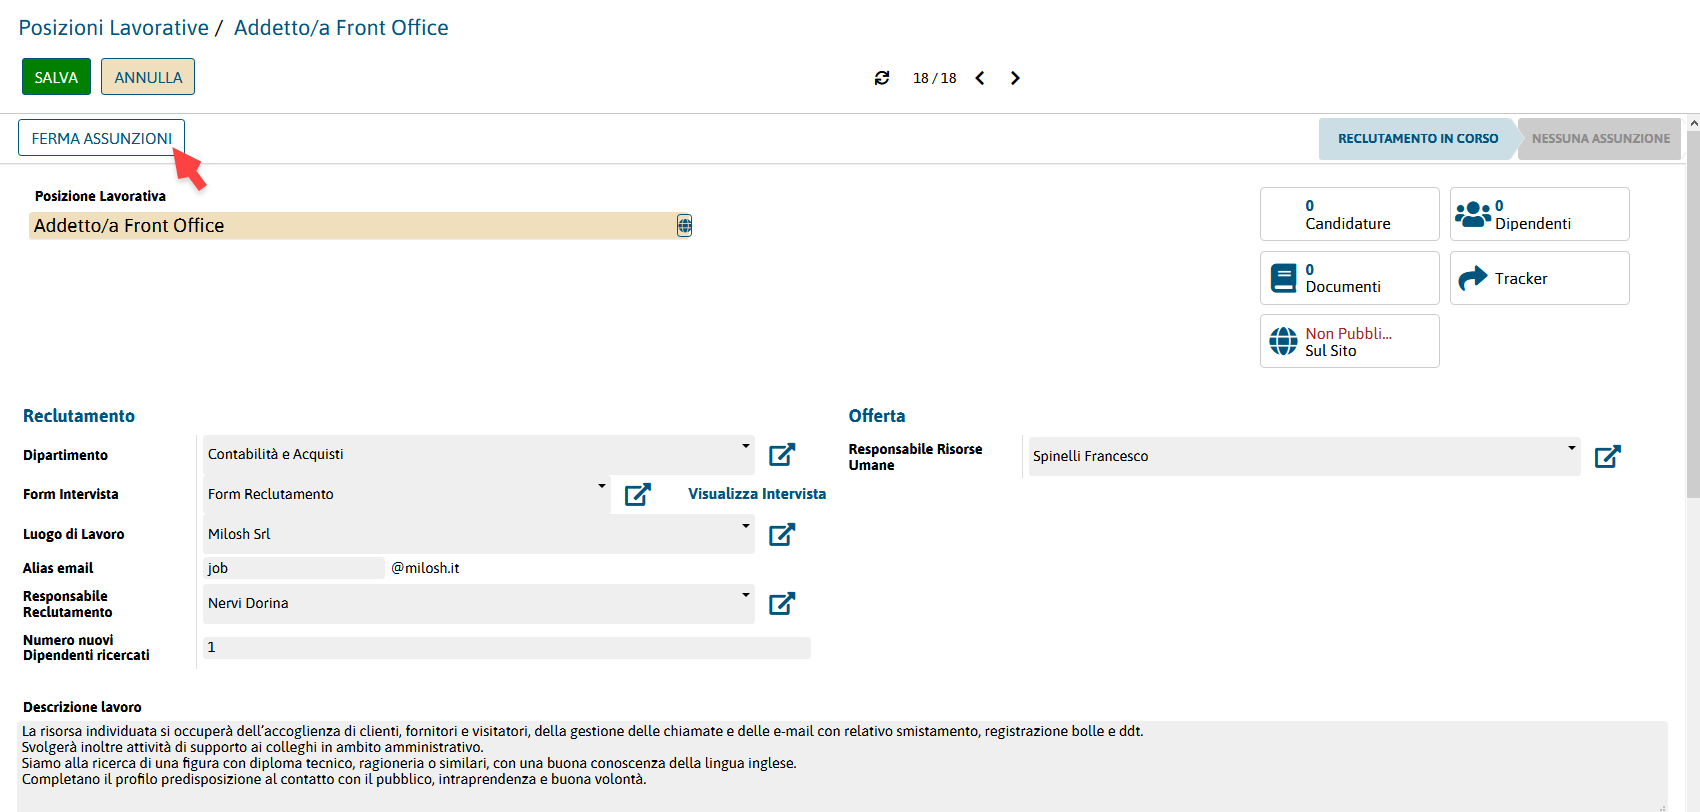 Posizioni Lavorative / Addetto/a Front Office
SALVA
ANNULLA
18 / 18
FERMA ASSUNZIONI
RECLUTAMENTO IN CORSO
NESSUNA ASSUNZIONE
Posizione Lavorativa
Addetto/a Front Office
0
Candidature
0
Dipendenti
0
Documenti
Tracker
Non Pubbli...
Sul Sito
Reclutamento
Dipartimento
Contabilità e Acquisti
Form Intervista
Form Reclutamento
Visualizza Intervista
Luogo di Lavoro
Milosh Srl
Alias email
job
@milosh.it
Responsabile
Reclutamento
Nervi Dorina
Numero nuovi
Dipendenti ricercati
1
Offerta
Responsabile Risorse
Umane
Spinelli Francesco
Descrizione lavoro
La risorsa individuata si occuperà dell’accoglienza di clienti, fornitori e visitatori, della gestione delle chiamate e delle e-mail con relativo smistamento, registrazione bolle e ddt.
Svolgerà inoltre attività di supporto ai colleghi in ambito amministrativo.
Siamo alla ricerca di una figura con diploma tecnico, ragioneria o similari, con una buona conoscenza della lingua inglese.
Completano il profilo predisposizione al contatto con il pubblico, intraprendenza e buona volontà.